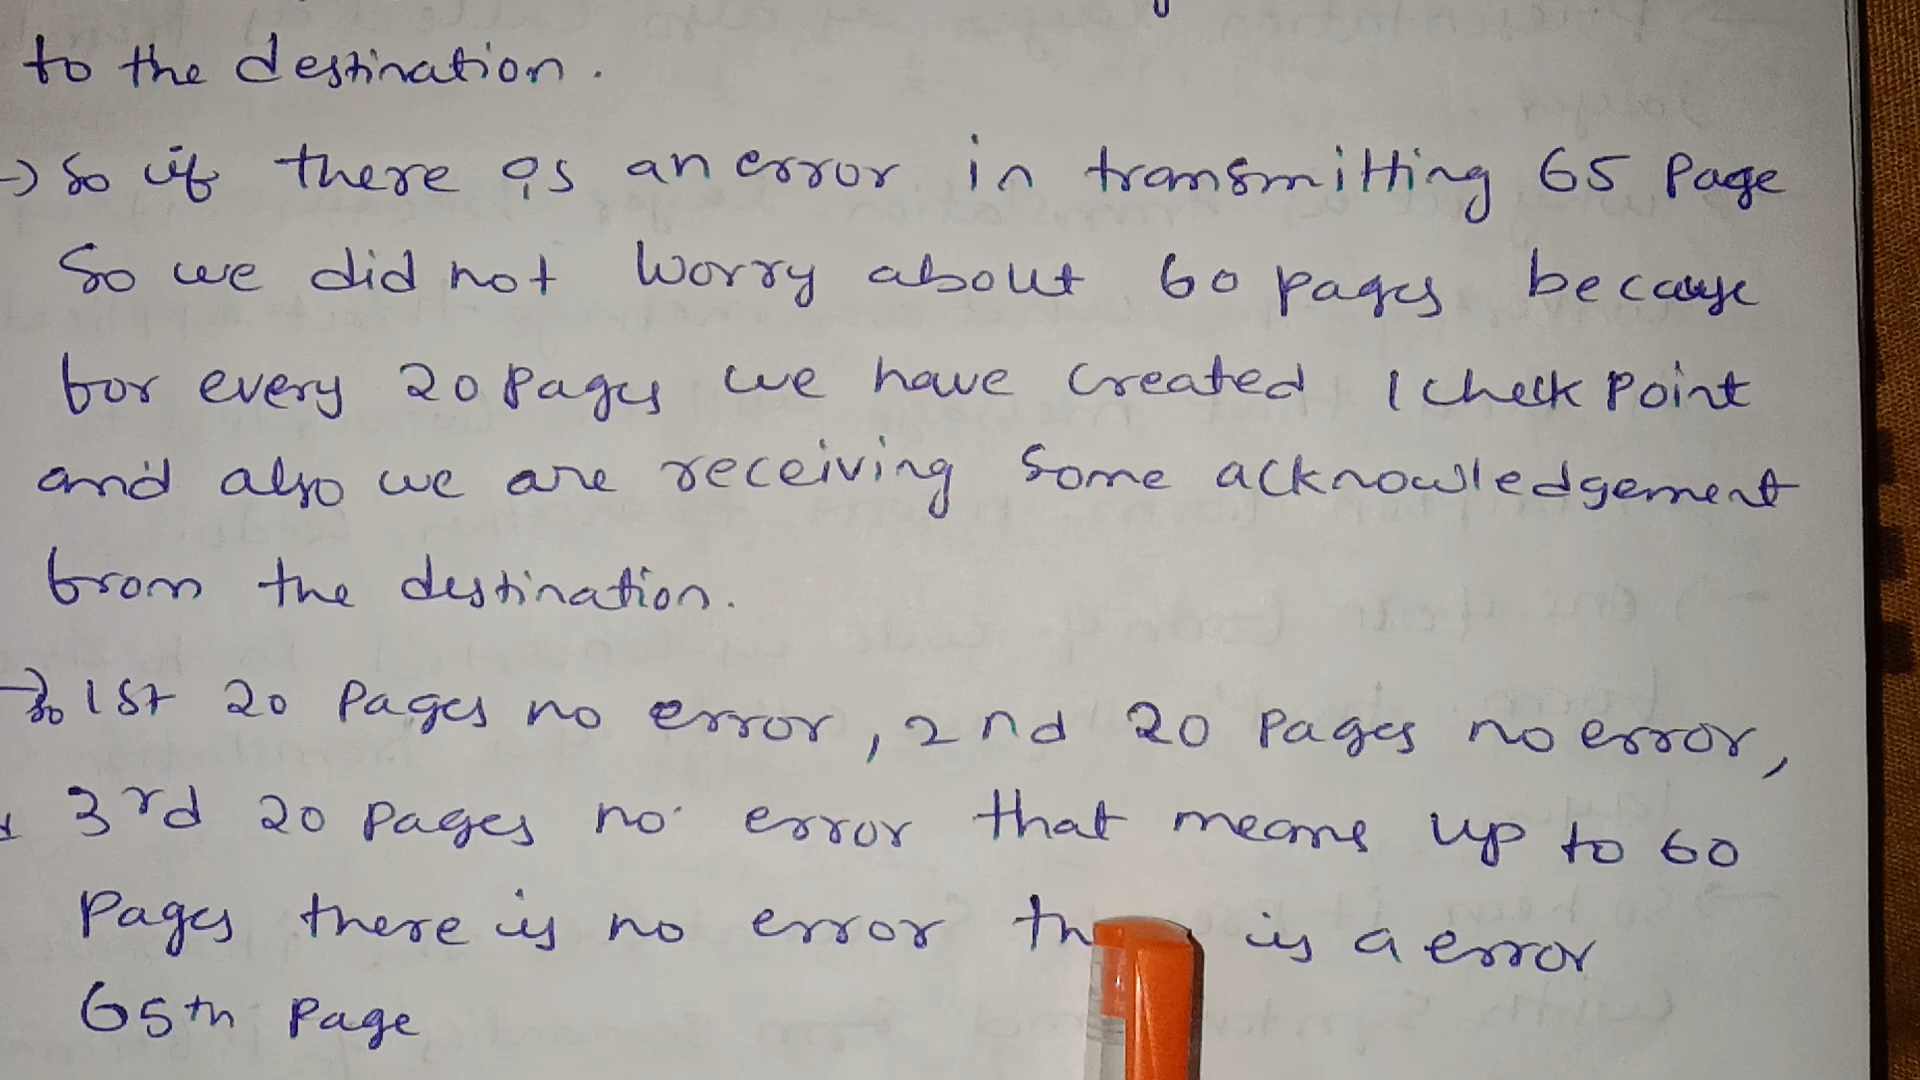 to the destination.
→ So if there is an error in transmitting 65 Page
So we did not worry about 60 pages because
for every 20 Pages we have created 1 check Point
and also we are receiving some acknowledgement
from the destination.
→ so 1st 20 Pages no error, 2nd 20 Pages no error,
3rd 20 Pages no error that means up to 60
Pages there is no error th is a error
65th Page